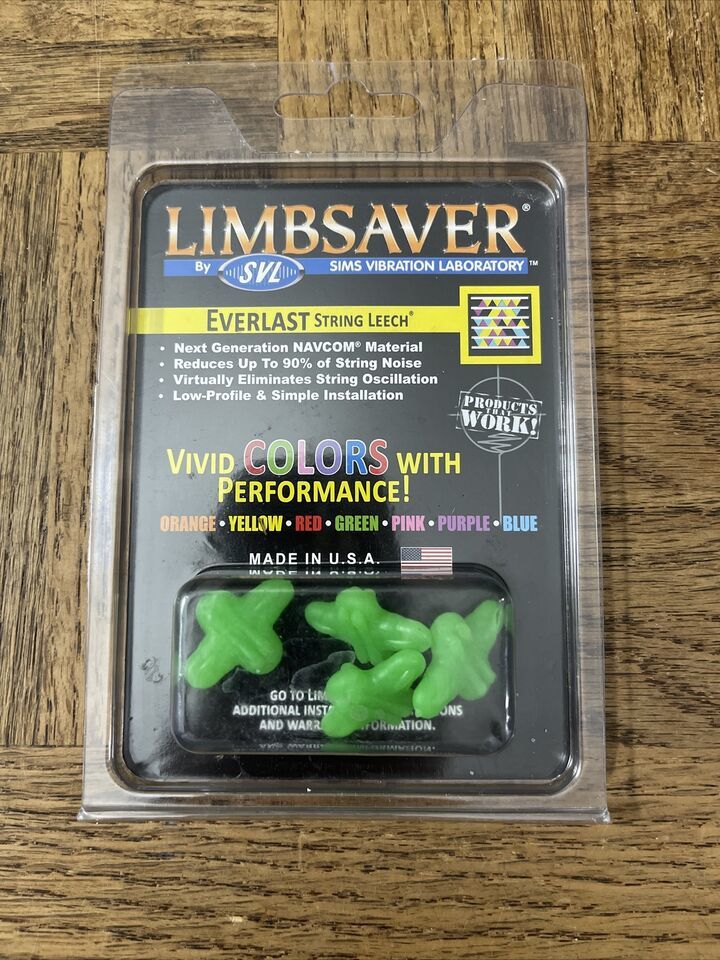 LIMBSAVER®
By SVL SIMS VIBRATION LABORATORY™
EVERLAST STRING LEECH®
• Next Generation NAVCOM® Material
• Reduces Up To 90% of String Noise
• Virtually Eliminates String Oscillation
• Low-Profile & Simple Installation
PRODUCTS
THAT
WORK!
VIVID COLORS WITH
PERFORMANCE!
ORANGE • YELLOW • RED • GREEN • PINK • PURPLE • BLUE
MADE IN U.S.A.
GO TO
ADDITIONAL
AND